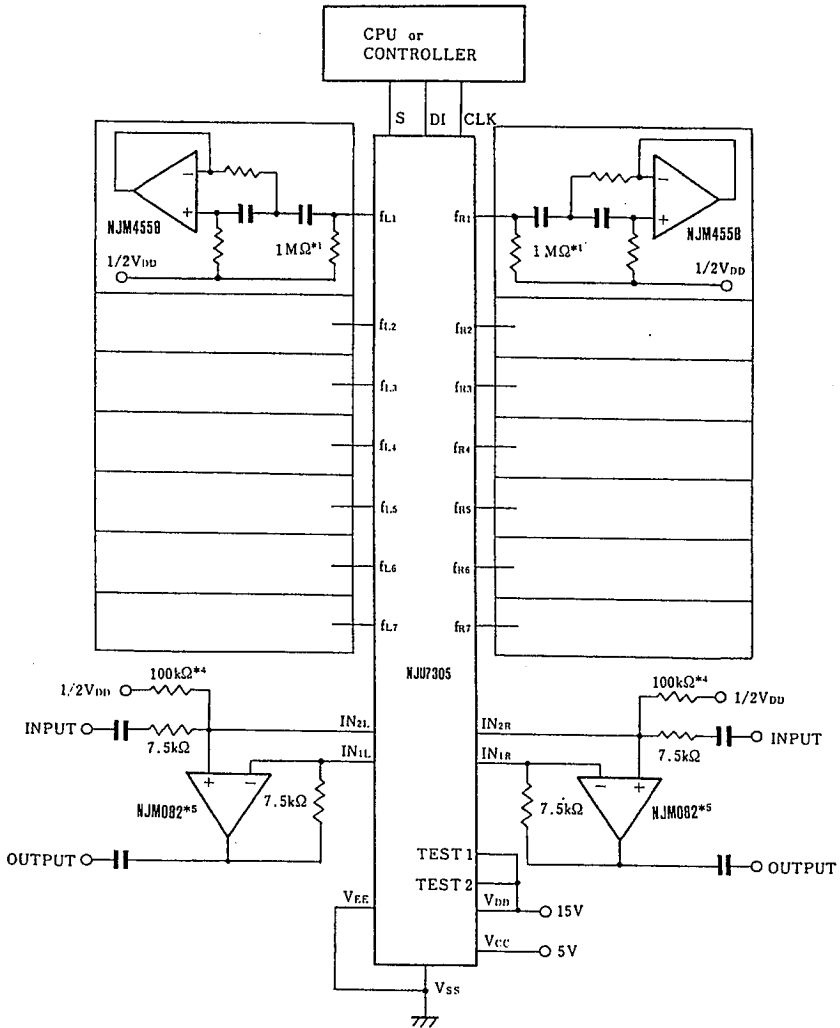 CPU or
CONTROLLER
S DI CLK
NJM4558
1/2VDD
1MΩ*1
fL1
fR1
1MΩ*1
NJM4558
1/2VDD
fL2
fR2
fL3
fR3
fL4
fR4
fL5
fR5
fL6
fR6
fL7
fR7
NJU7305
100kΩ*4
1/2VDD
INPUT
7.5kΩ
IN2L
IN1L
7.5kΩ
NJM082*5
OUTPUT
100kΩ*4
1/2VDD
IN2R
INPUT
7.5kΩ
IN1R
7.5kΩ
NJM082*5
OUTPUT
TEST 1
TEST 2
VEE
VDD
15V
VCC
5V
VSS